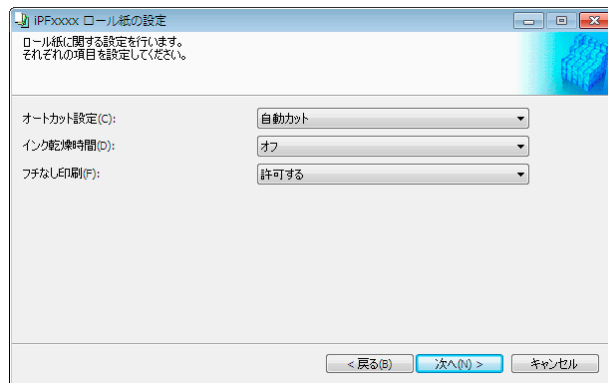 iPFxxxx ロール紙の設定
ロール紙に関する設定を行います。
それぞれの項目を設定してください。
オートカット設定(C): 自動カット
インク乾燥時間(D): オフ
フチなし印刷(F): 許可する
< 戻る(B) 次へ(N) > キャンセル